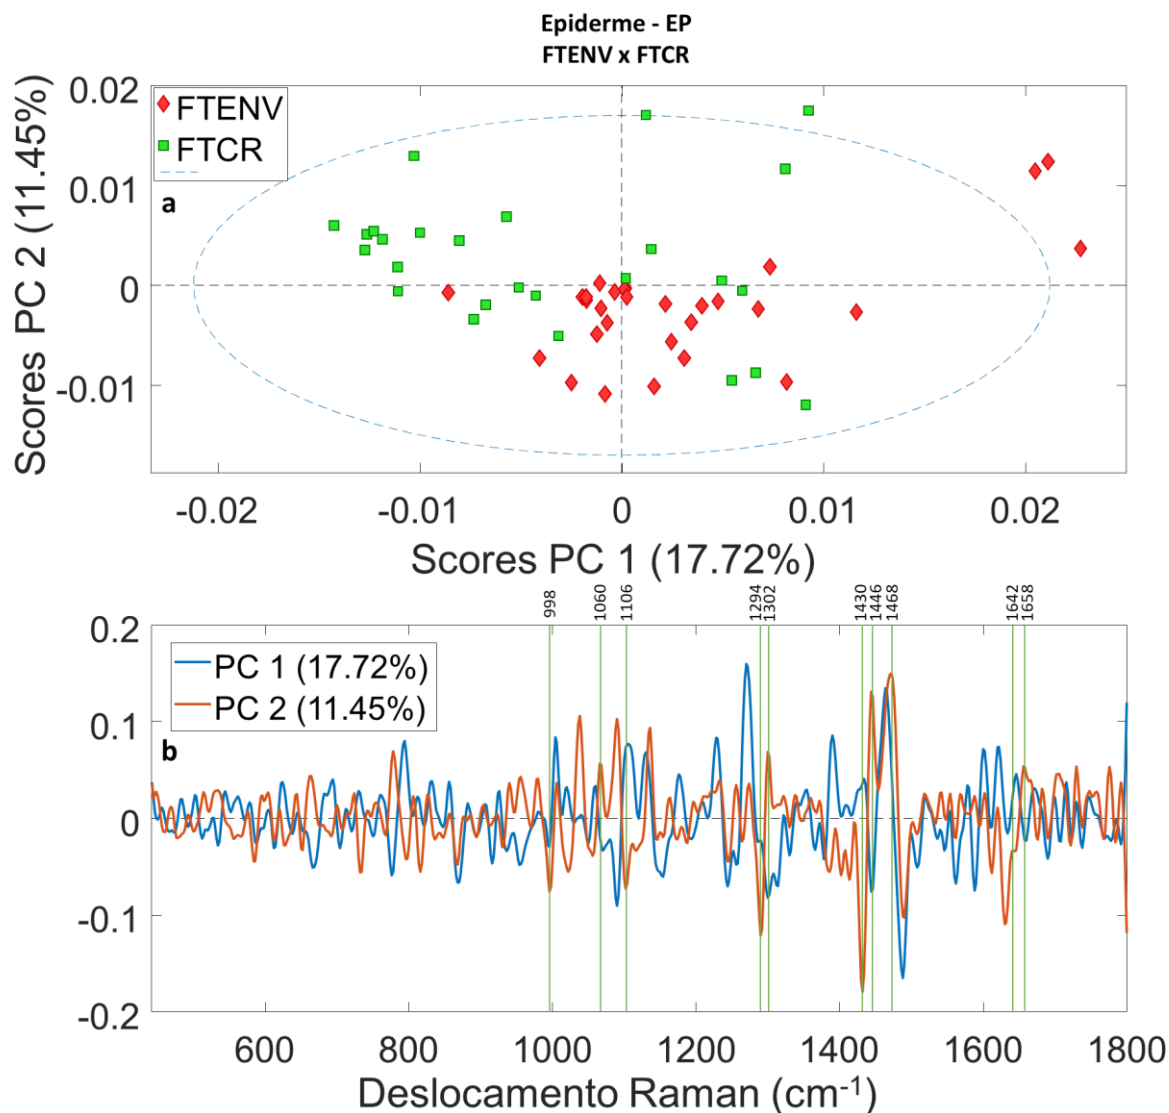 Epiderme - EP
FTENV x FTCR
Scores PC 2 (11.45%)
0.02
0.01
0
-0.01
FTENV
FTCR
a
-0.02
-0.01
0
0.01
0.02
Scores PC 1 (17.72%)
998
1060
1106
1294
1302
1430
1446
1468
1642
1658
0.2
0.1
0
-0.1
-0.2
PC 1 (17.72%)
PC 2 (11.45%)
b
600
800
1000
1200
1400
1600
1800
Deslocamento Raman (cm⁻¹)